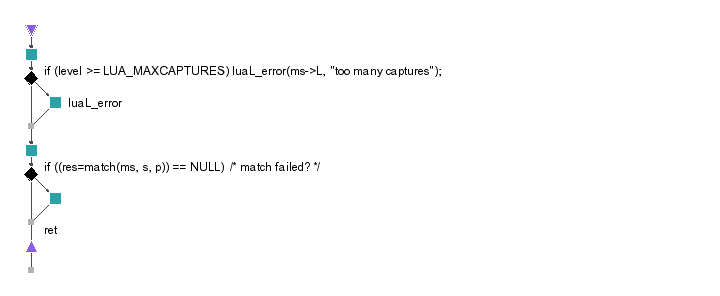 if (level >= LUA_MAXCAPTURES) luaL_error(ms->L, "too many captures");
luaL_error
if ((res=match(ms, s, p)) == NULL)  /* match failed? */
ret